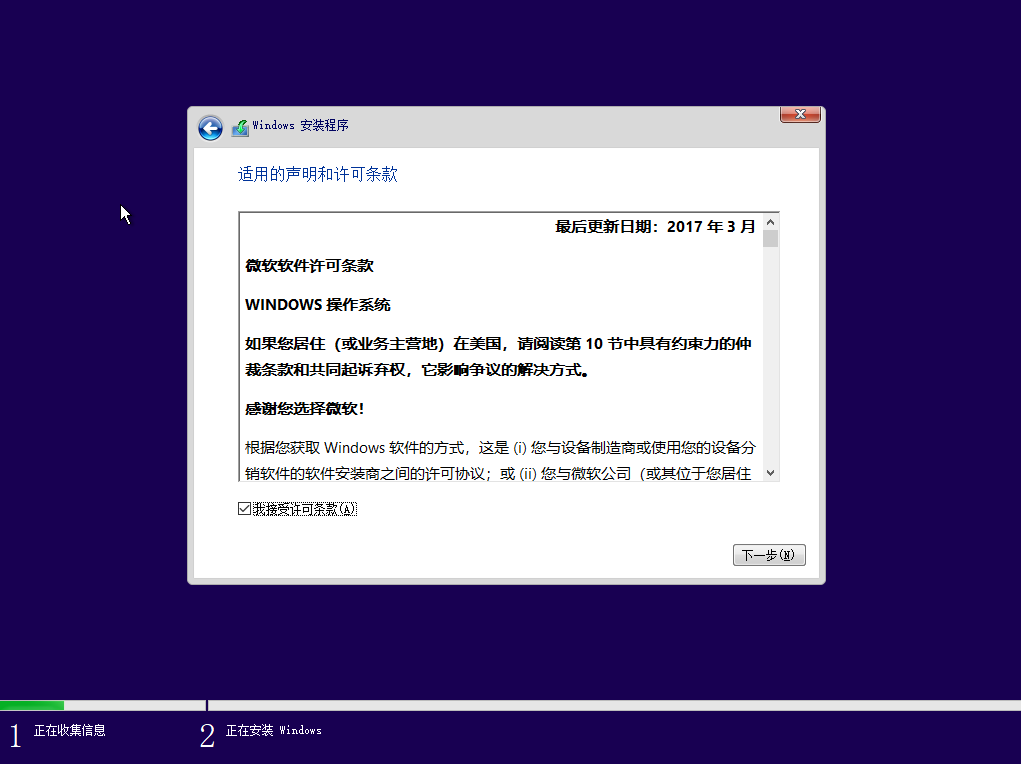 Windows 安装程序
适用的声明和许可条款
最后更新日期：2017 年 3 月
微软软件许可条款
WINDOWS 操作系统
如果您居住（或业务主营地）在美国，请阅读第 10 节中具有约束力的仲
裁条款和共同起诉弃权，它影响争议的解决方式。
感谢您选择微软！
根据您获取 Windows 软件的方式，这是 (i) 您与设备制造商或使用您的设备分
销软件的软件安装商之间的许可协议；或 (ii) 您与微软公司（或其位于您居住
我接受许可条款(A)
下一步(N)
1 正在收集信息
2 正在安装 Windows